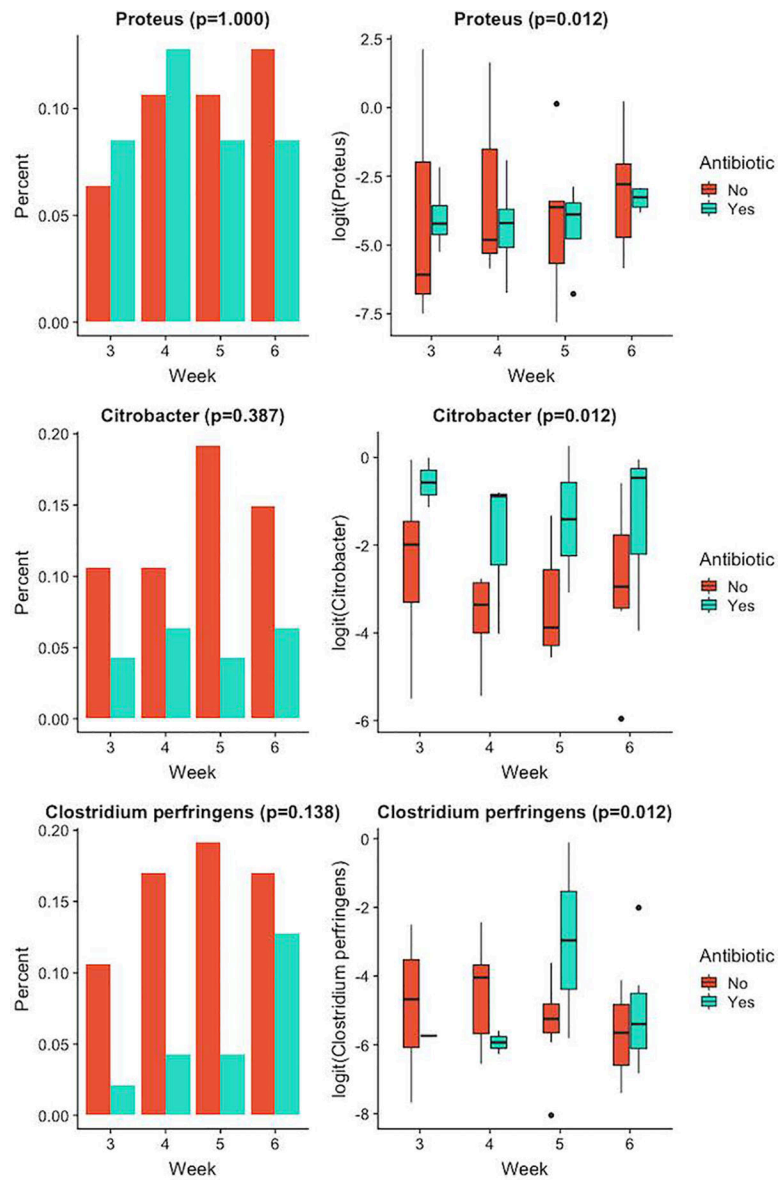 Proteus (p=1.000)
Percent
0.10
0.05
0.00
3 4 5 6
Week
Proteus (p=0.012)
logit(Proteus)
2.5
0.0
-2.5
-5.0
-7.5
3 4 5 6
Week
Antibiotic
No
Yes
Citrobacter (p=0.387)
Percent
0.20
0.15
0.10
0.05
0.00
3 4 5 6
Week
Citrobacter (p=0.012)
logit(Citrobacter)
0
-2
-4
-6
3 4 5 6
Week
Antibiotic
No
Yes
Clostridium perfringens (p=0.138)
Percent
0.20
0.15
0.10
0.05
0.00
3 4 5 6
Week
Clostridium perfringens (p=0.012)
logit(Clostridium perfringens)
0
-2
-4
-6
-8
3 4 5 6
Week
Antibiotic
No
Yes